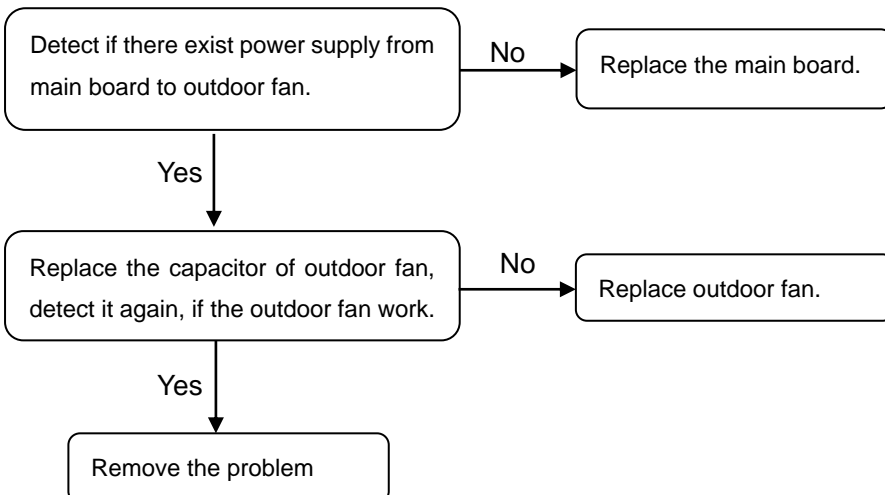 Detect if there exist power supply from
main board to outdoor fan.
No
Replace the main board.
Yes
Replace the capacitor of outdoor fan,
detect it again, if the outdoor fan work.
No
Replace outdoor fan.
Yes
Remove the problem